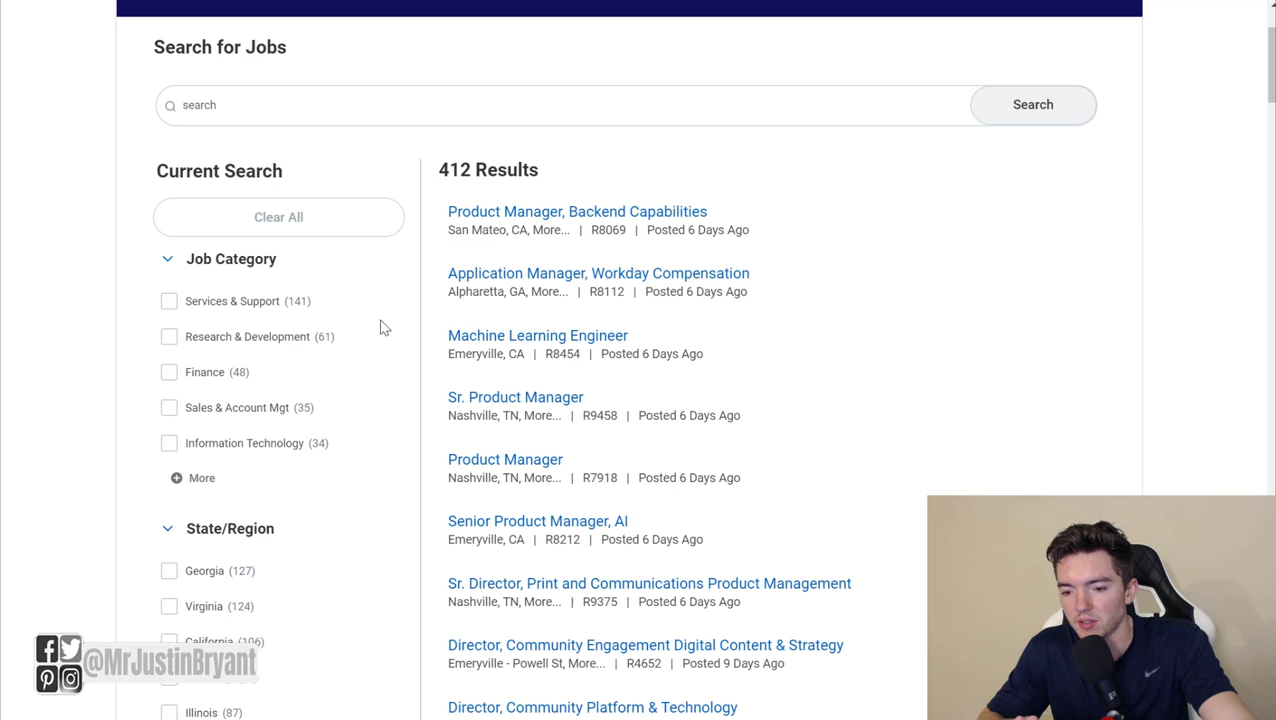 Search for Jobs
search
Search
Current Search
412 Results
Clear All
Product Manager, Backend Capabilities
San Mateo, CA, More... | R8069 | Posted 6 Days Ago
Job Category
Application Manager, Workday Compensation
Alpharetta, GA, More... | R8112 | Posted 6 Days Ago
Services & Support (141)
Research & Development (61)
Machine Learning Engineer
Emeryville, CA | R8454 | Posted 6 Days Ago
Finance (48)
Sales & Account Mgt (35)
Sr. Product Manager
Nashville, TN, More... | R9458 | Posted 6 Days Ago
Information Technology (34)
More
Product Manager
Nashville, TN, More... | R7918 | Posted 6 Days Ago
State/Region
Senior Product Manager, AI
Emeryville, CA | R8212 | Posted 6 Days Ago
Georgia (127)
Virginia (124)
California (106)
Illinois (87)
Sr. Director, Print and Communications Product Management
Nashville, TN, More... | R9375 | Posted 6 Days Ago
Director, Community Engagement Digital Content & Strategy
Emeryville - Powell St, More... | R4652 | Posted 9 Days Ago
Director, Community Platform & Technology
@MrJustinBryant